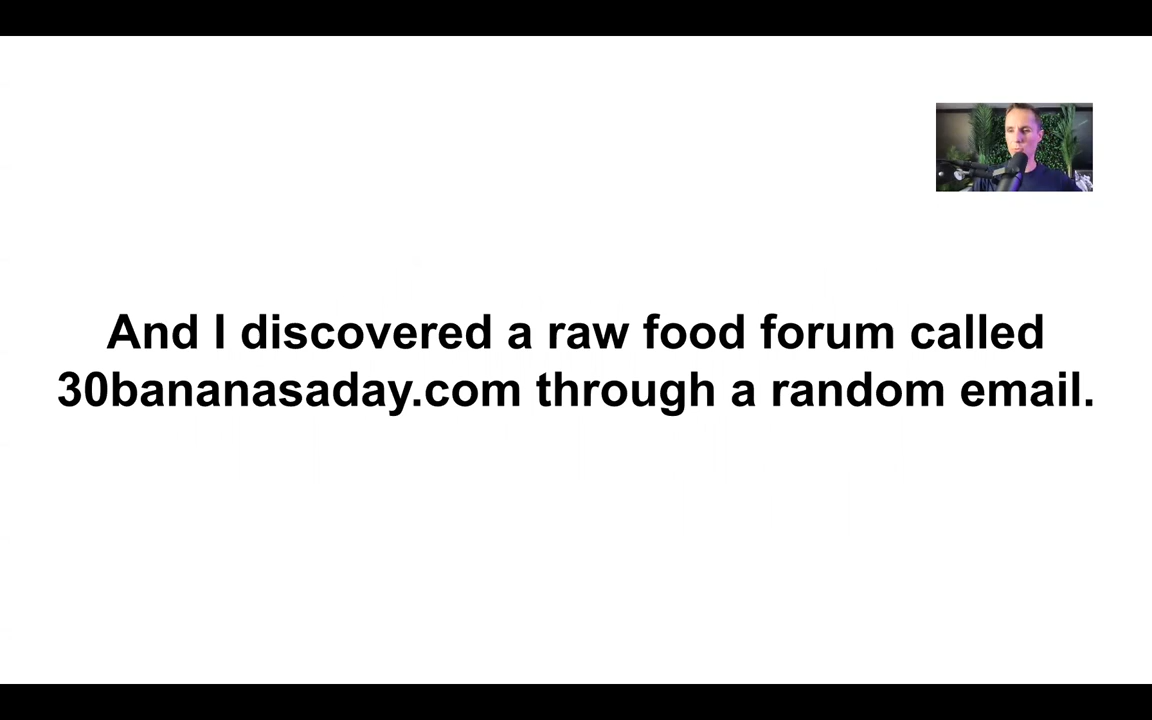 And I discovered a raw food forum called
30bananasaday.com through a random email.